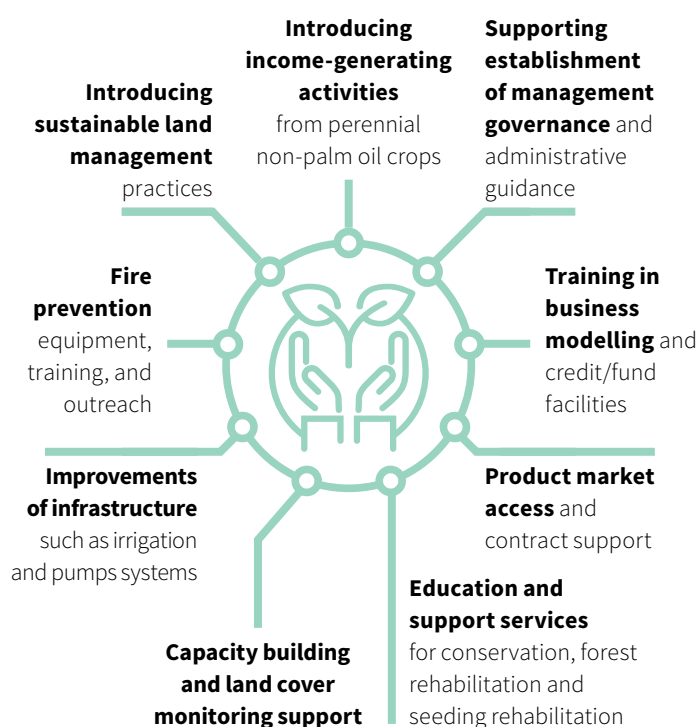 Introducing
income-generating
activities
from perennial
non-palm oil crops
Supporting
establishment
of management
governance and
administrative
guidance
Training in
business
modelling and
credit/fund
facilities
Product market
access and
contract support
Education and
support services
for conservation, forest
rehabilitation and
seeding rehabilitation
Capacity building
and land cover
monitoring support
Improvements
of infrastructure
such as irrigation
and pumps systems
Fire
prevention
equipment,
training, and
outreach
Introducing
sustainable land
management
practices